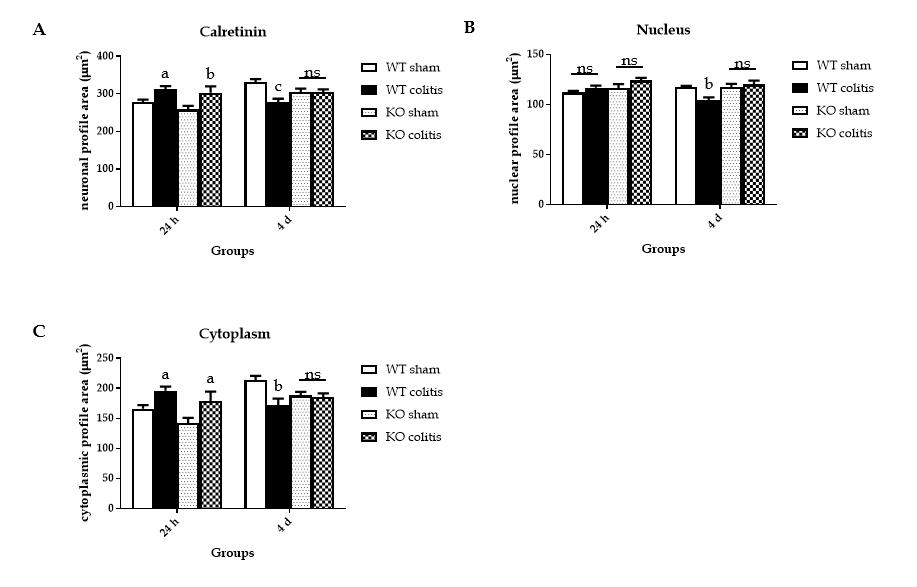 A
Calretinin
neuronal profile area (µm²)
400
300
200
100
0
a
b
c
ns
24 h
4 d
Groups
WT sham
WT colitis
KO sham
KO colitis
B
Nucleus
nuclear profile area (µm²)
150
100
50
0
ns
ns
b
ns
24 h
4 d
Groups
WT sham
WT colitis
KO sham
KO colitis
C
Cytoplasm
cytoplasmic profile area (µm²)
250
200
150
100
50
0
a
a
b
ns
24 h
4 d
Groups
WT sham
WT colitis
KO sham
KO colitis